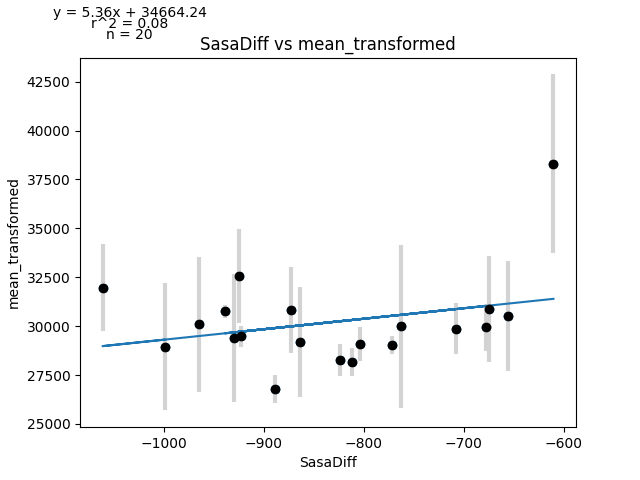 y = 5.36x + 34664.24
r^2 = 0.08
n = 20
SasaDiff vs mean_transformed
42500
40000
37500
35000
32500
30000
27500
25000
mean_transformed
−1000
−900
−800
−700
−600
SasaDiff